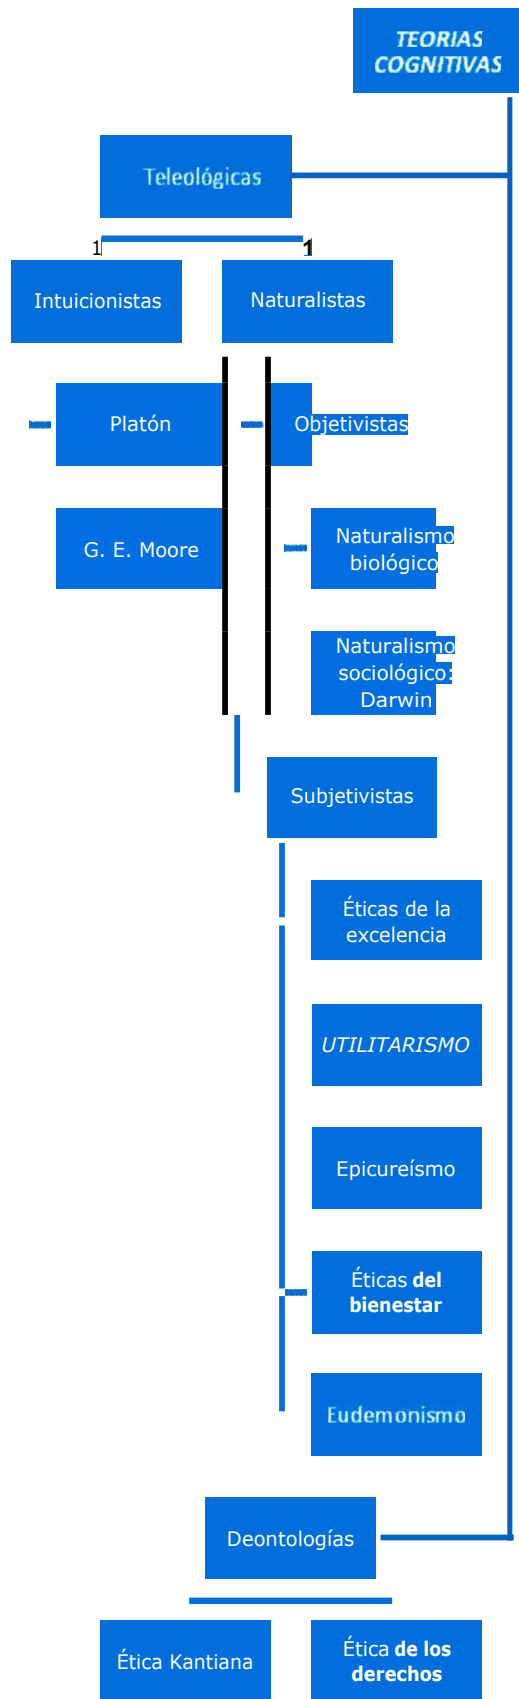 TEORIAS
COGNITIVAS
Teleológicas
1
1
Intuicionistas
Naturalistas
Platón
Objetivistas
G. E. Moore
Naturalismo
biológico
Naturalismo
sociológico:
Darwin
Subjetivistas
Éticas de la
excelencia
UTILITARISMO
Epicureísmo
Éticas del
bienestar
Eudemonismo
Deontologías
Ética Kantiana
Ética de los
derechos